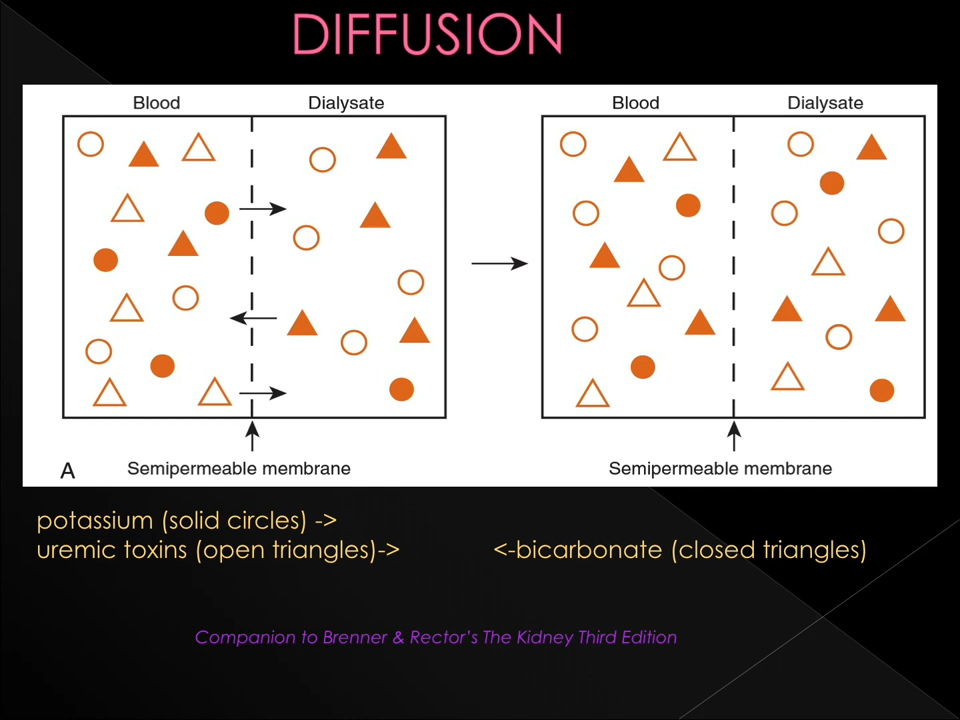 DIFFUSION
Blood Dialysate Blood Dialysate
A Semipermeable membrane Semipermeable membrane
potassium (solid circles) ->
uremic toxins (open triangles)-> <-bicarbonate (closed triangles)
Companion to Brenner & Rector’s The Kidney Third Edition